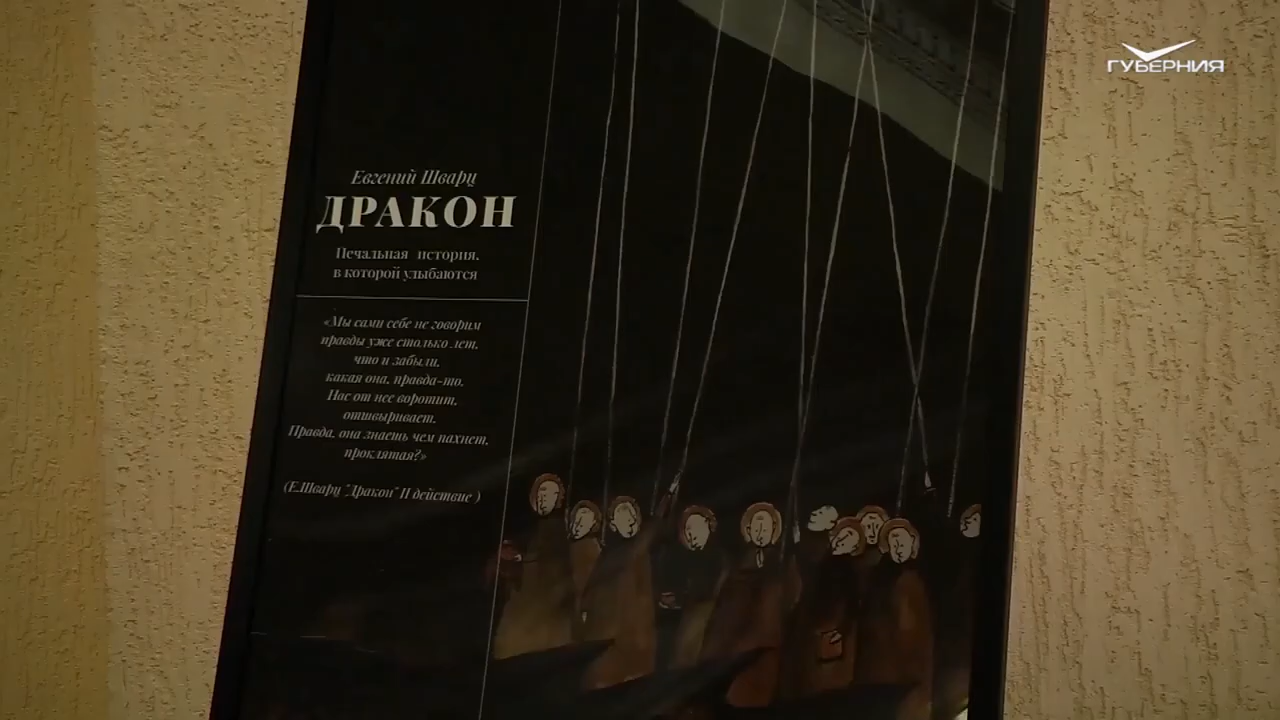 ГУБЕРНИЯ
Евгений Шварц
ДРАКОН
Печальная история,
в которой улыбаются
«Мы сами себе не говорим
правды уже столько лет,
что и забыли,
какая она, правда-то.
Нас от нее воротит,
отшвыривает.
Правда, она знаешь чем пахнет,
проклятая?»
(Е.Шварц "Дракон" II действие )